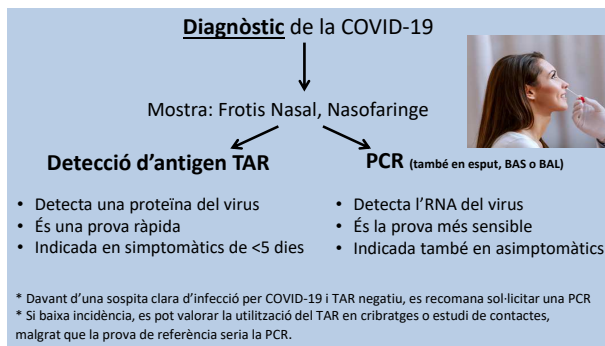 Diagnòstic de la COVID-19
Mostra: Frotis Nasal, Nasofaringe
Detecció d'antigen TAR
• Detecta una proteïna del virus
• És una prova ràpida
• Indicada en simptomàtics de <5 dies
PCR (també en esput, BAS o BAL)
• Detecta l'RNA del virus
• És la prova més sensible
• Indicada també en asimptomàtics
* Davant d'una sospita clara d'infecció per COVID-19 i TAR negatiu, es recomana sol·licitar una PCR
* Si baixa incidència, es pot valorar la utilització del TAR en cribratges o estudi de contactes,
malgrat que la prova de referència seria la PCR.